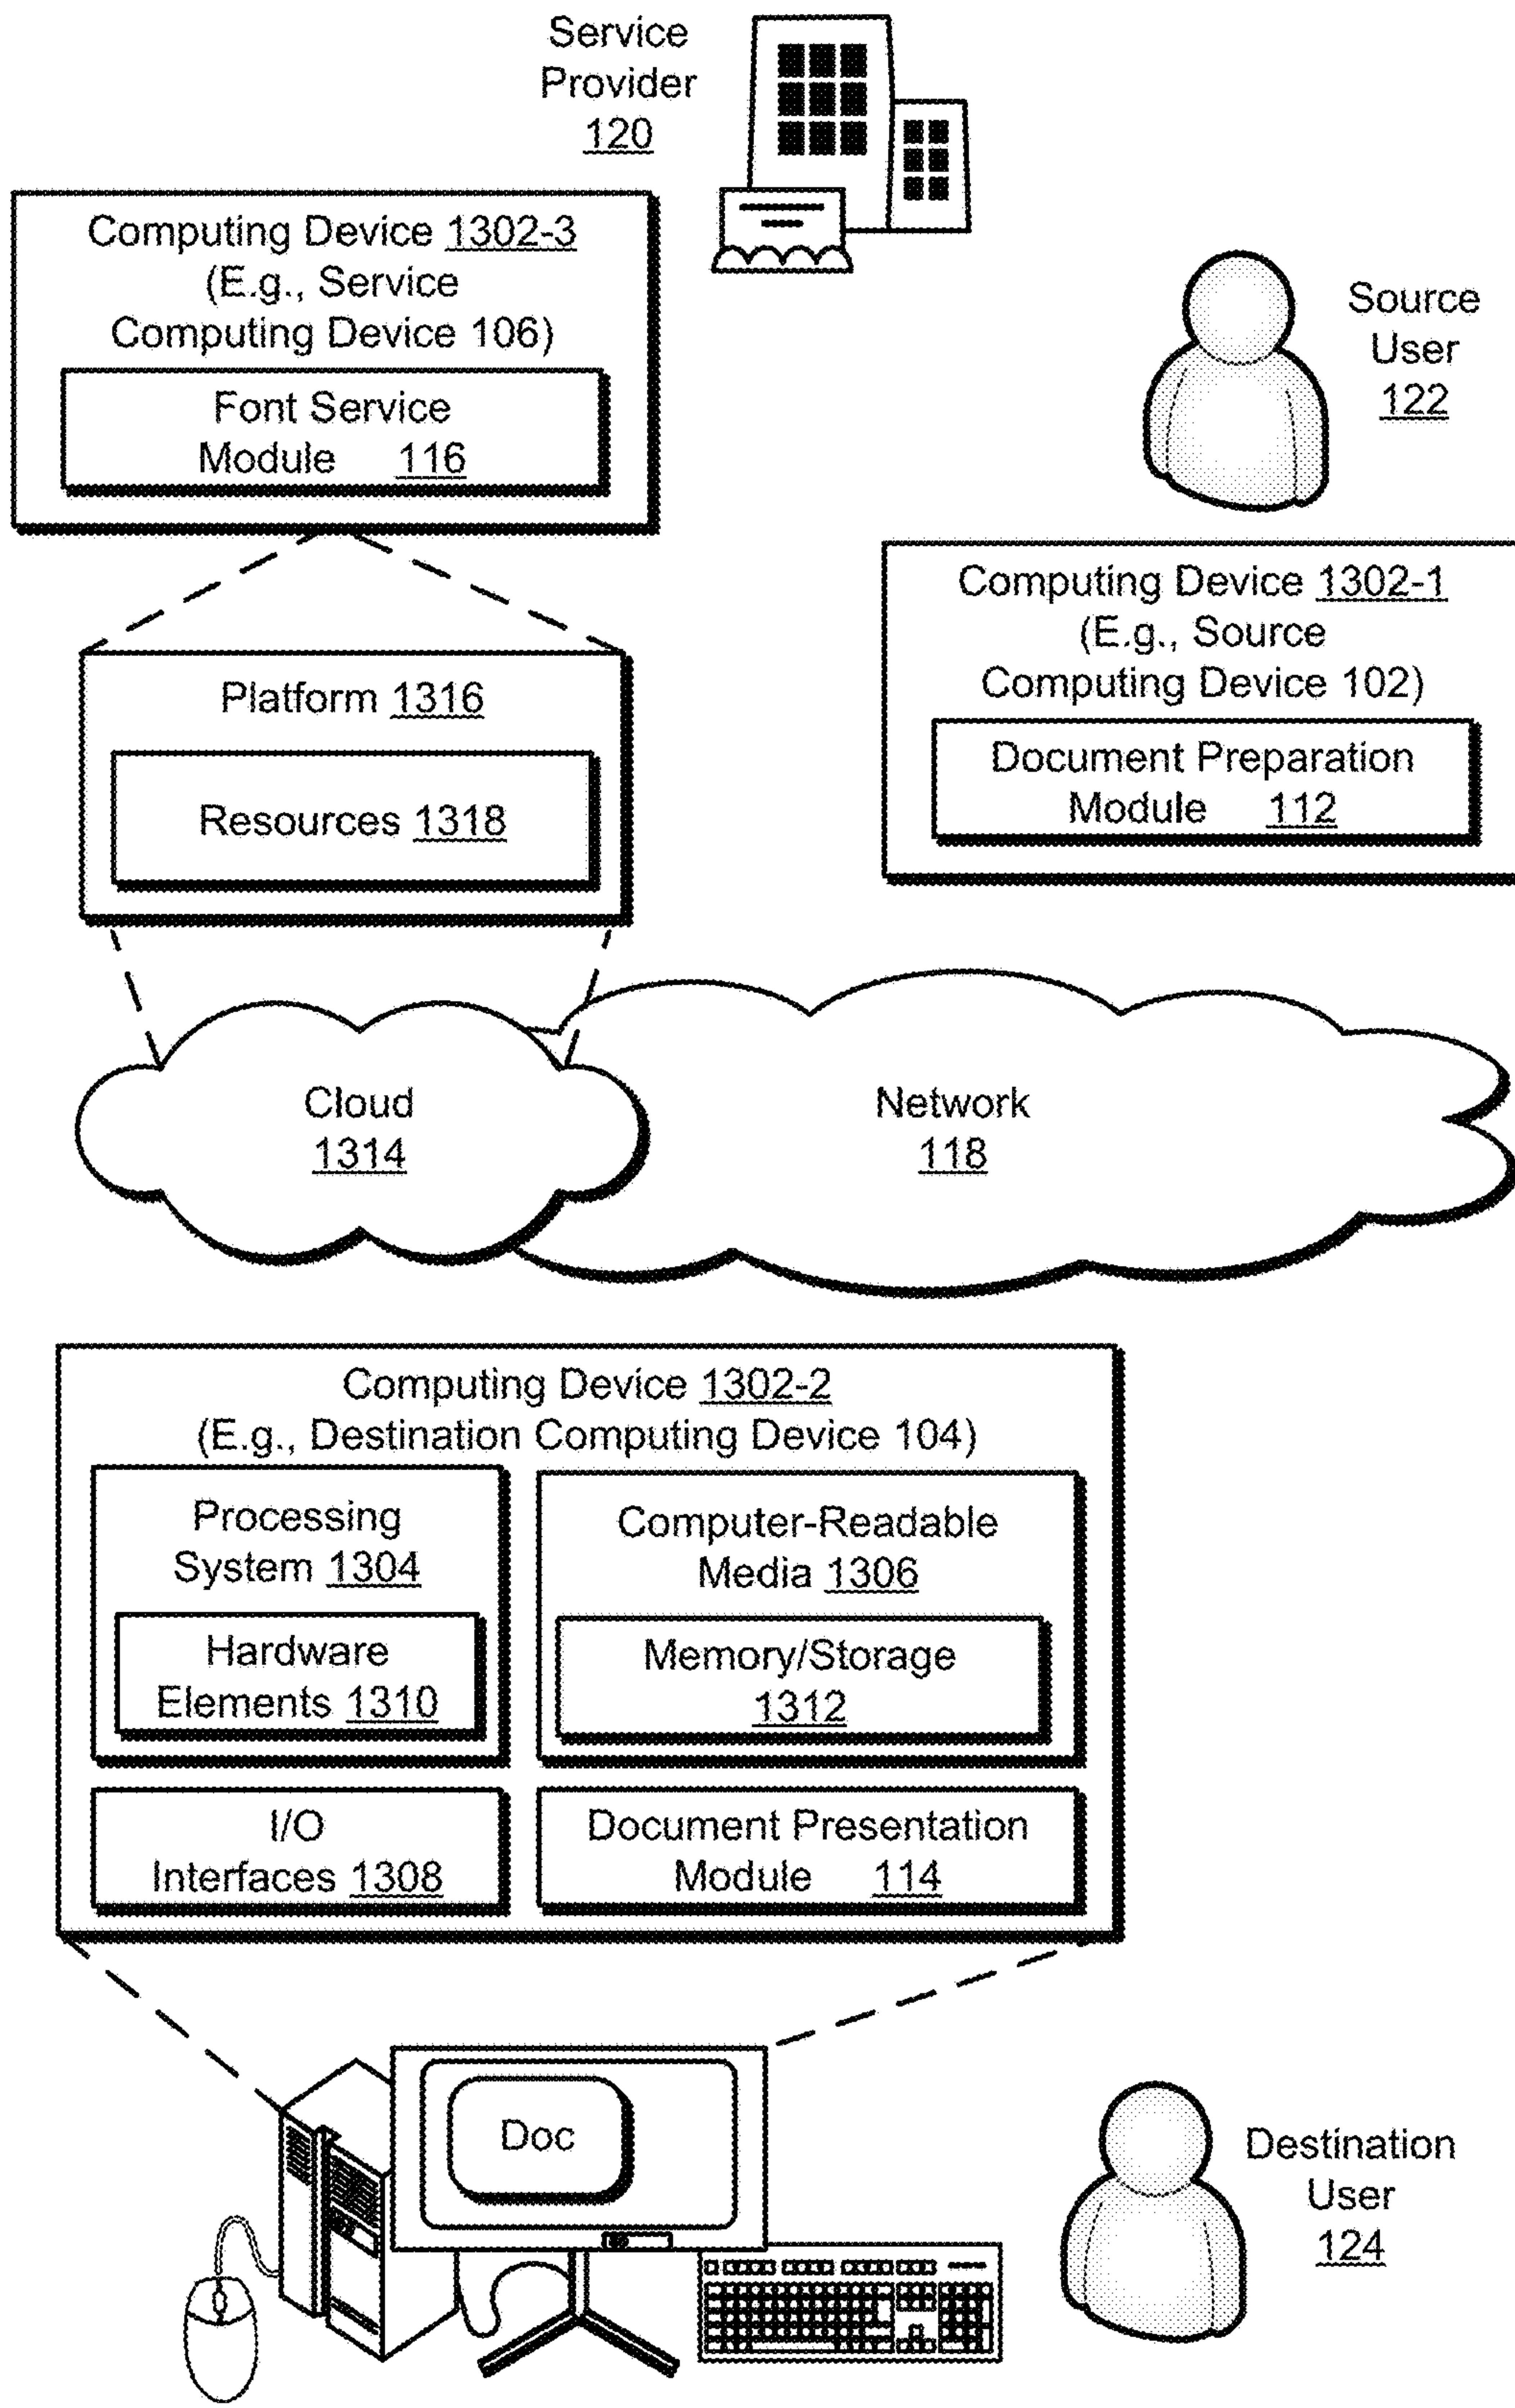 Service
Provider
120
Computing Device 1302-3
(E.g., Service
Computing Device 106)
Font Service
Module 116
Source
User
122
Computing Device 1302-1
(E.g., Source
Computing Device 102)
Document Preparation
Module 112
Platform 1316
Resources 1318
Cloud
1314
Network
118
Computing Device 1302-2
(E.g., Destination Computing Device 104)
Processing
System 1304
Hardware
Elements 1310
Computer-Readable
Media 1306
Memory/Storage
1312
I/O
Interfaces 1308
Document Presentation
Module 114
Doc
Destination
User
124